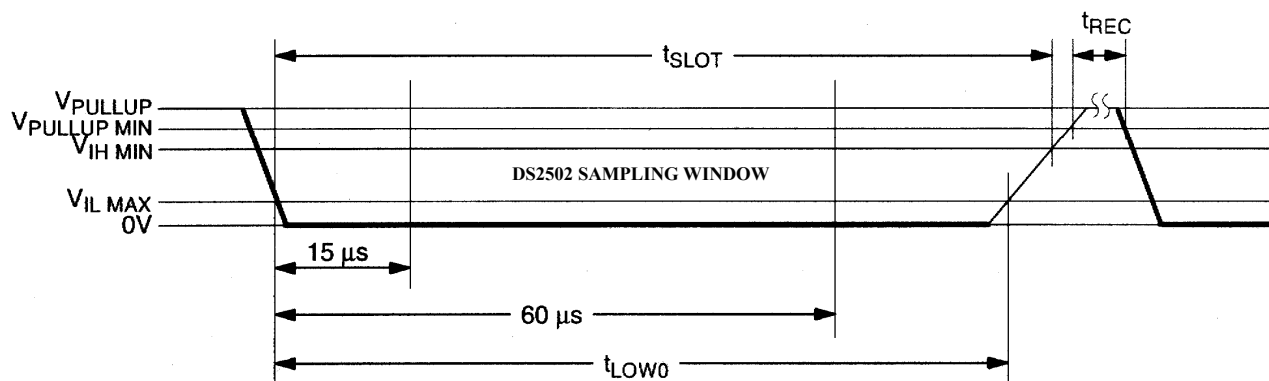 tREC
tSLOT
VPULLUP
VPULLUP MIN
VIH MIN
DS2502 SAMPLING WINDOW
VIL MAX
0V
15 µs
60 µs
tLOW0